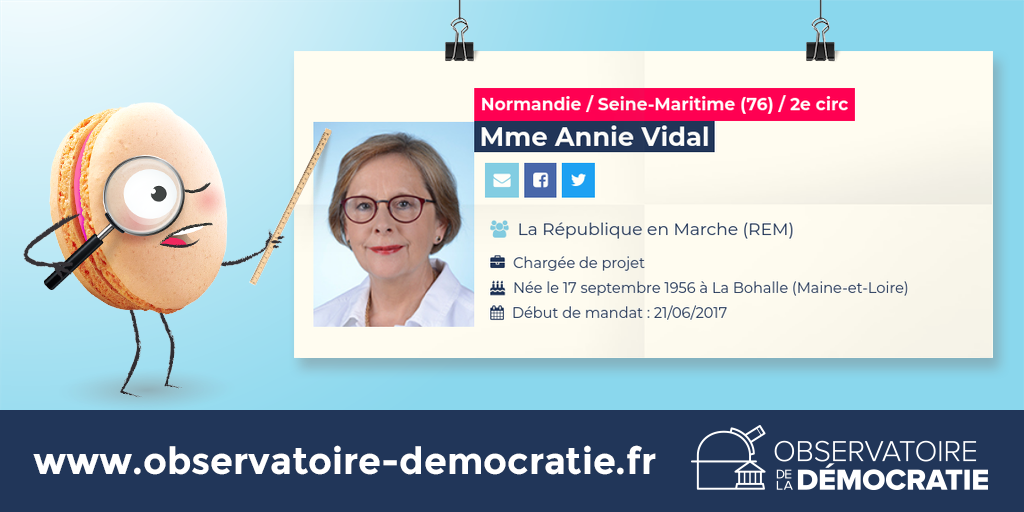 Normandie / Seine-Maritime (76) / 2e circ
Mme Annie Vidal
La République en Marche (REM)
Chargée de projet
Née le 17 septembre 1956 à La Bohalle (Maine-et-Loire)
Début de mandat : 21/06/2017
www.observatoire-democratie.fr
OBSERVATOIRE
DE LA DÉMOCRATIE